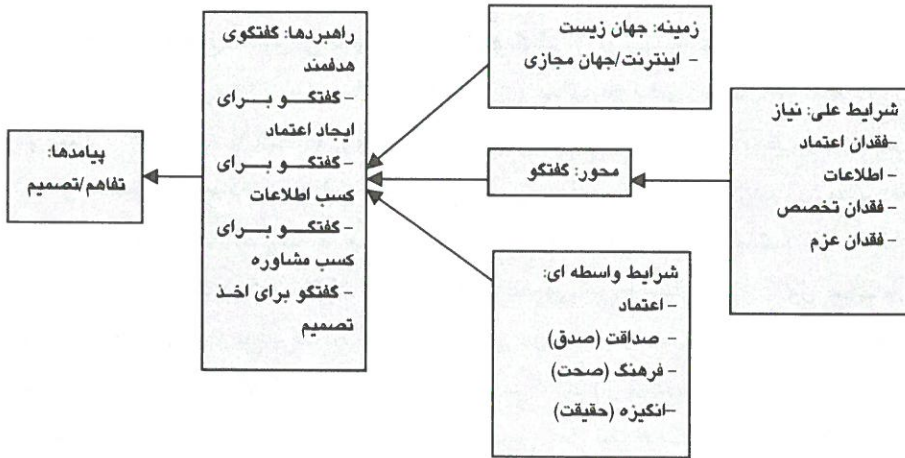 شرایط علی: نیاز
-فقدان اعتماد
- اطلاعات
- فقدان تخصص
- فقدان عزم
زمینه: جهان زیست
- اینترنت/جهان مجازی
محور: گفتگو
شرایط واسطه ای:
- اعتماد
- صداقت (صدق)
- فرهنگ (صحت)
-انگیزه (حقیقت)
راهبردها: گفتگوی
هدفمند
- گفتگو برای
ایجاد اعتماد
- گفتگو برای
کسب اطلاعات
- گفتگو برای
کسب مشاوره
- گفتگو برای اخذ
تصمیم
پیامدها:
تفاهم/تصمیم